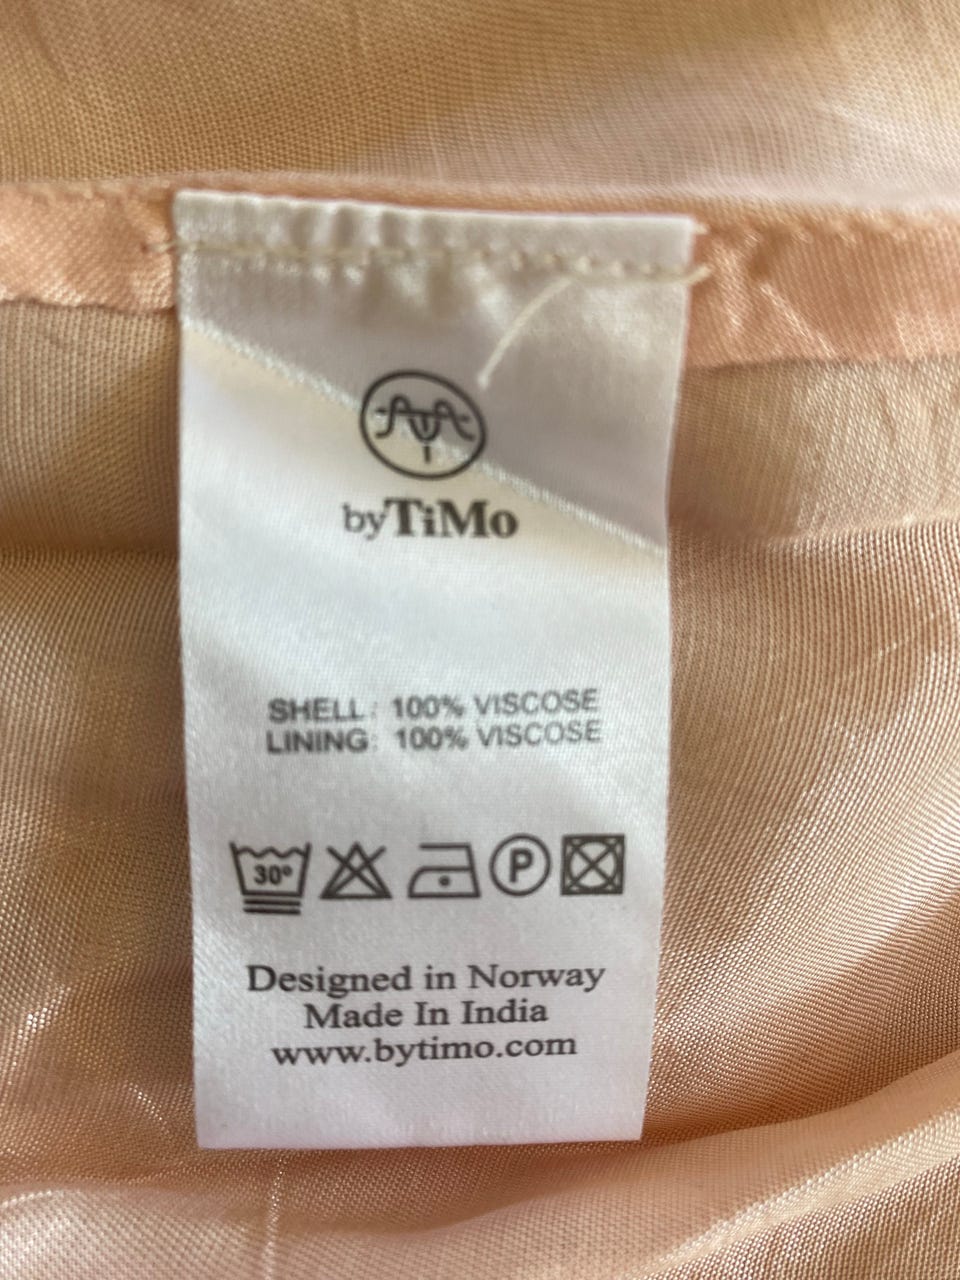 byTiMo
SHELL: 100% VISCOSE
LINING: 100% VISCOSE
30° P
Designed in Norway
Made In India
www.bytimo.com